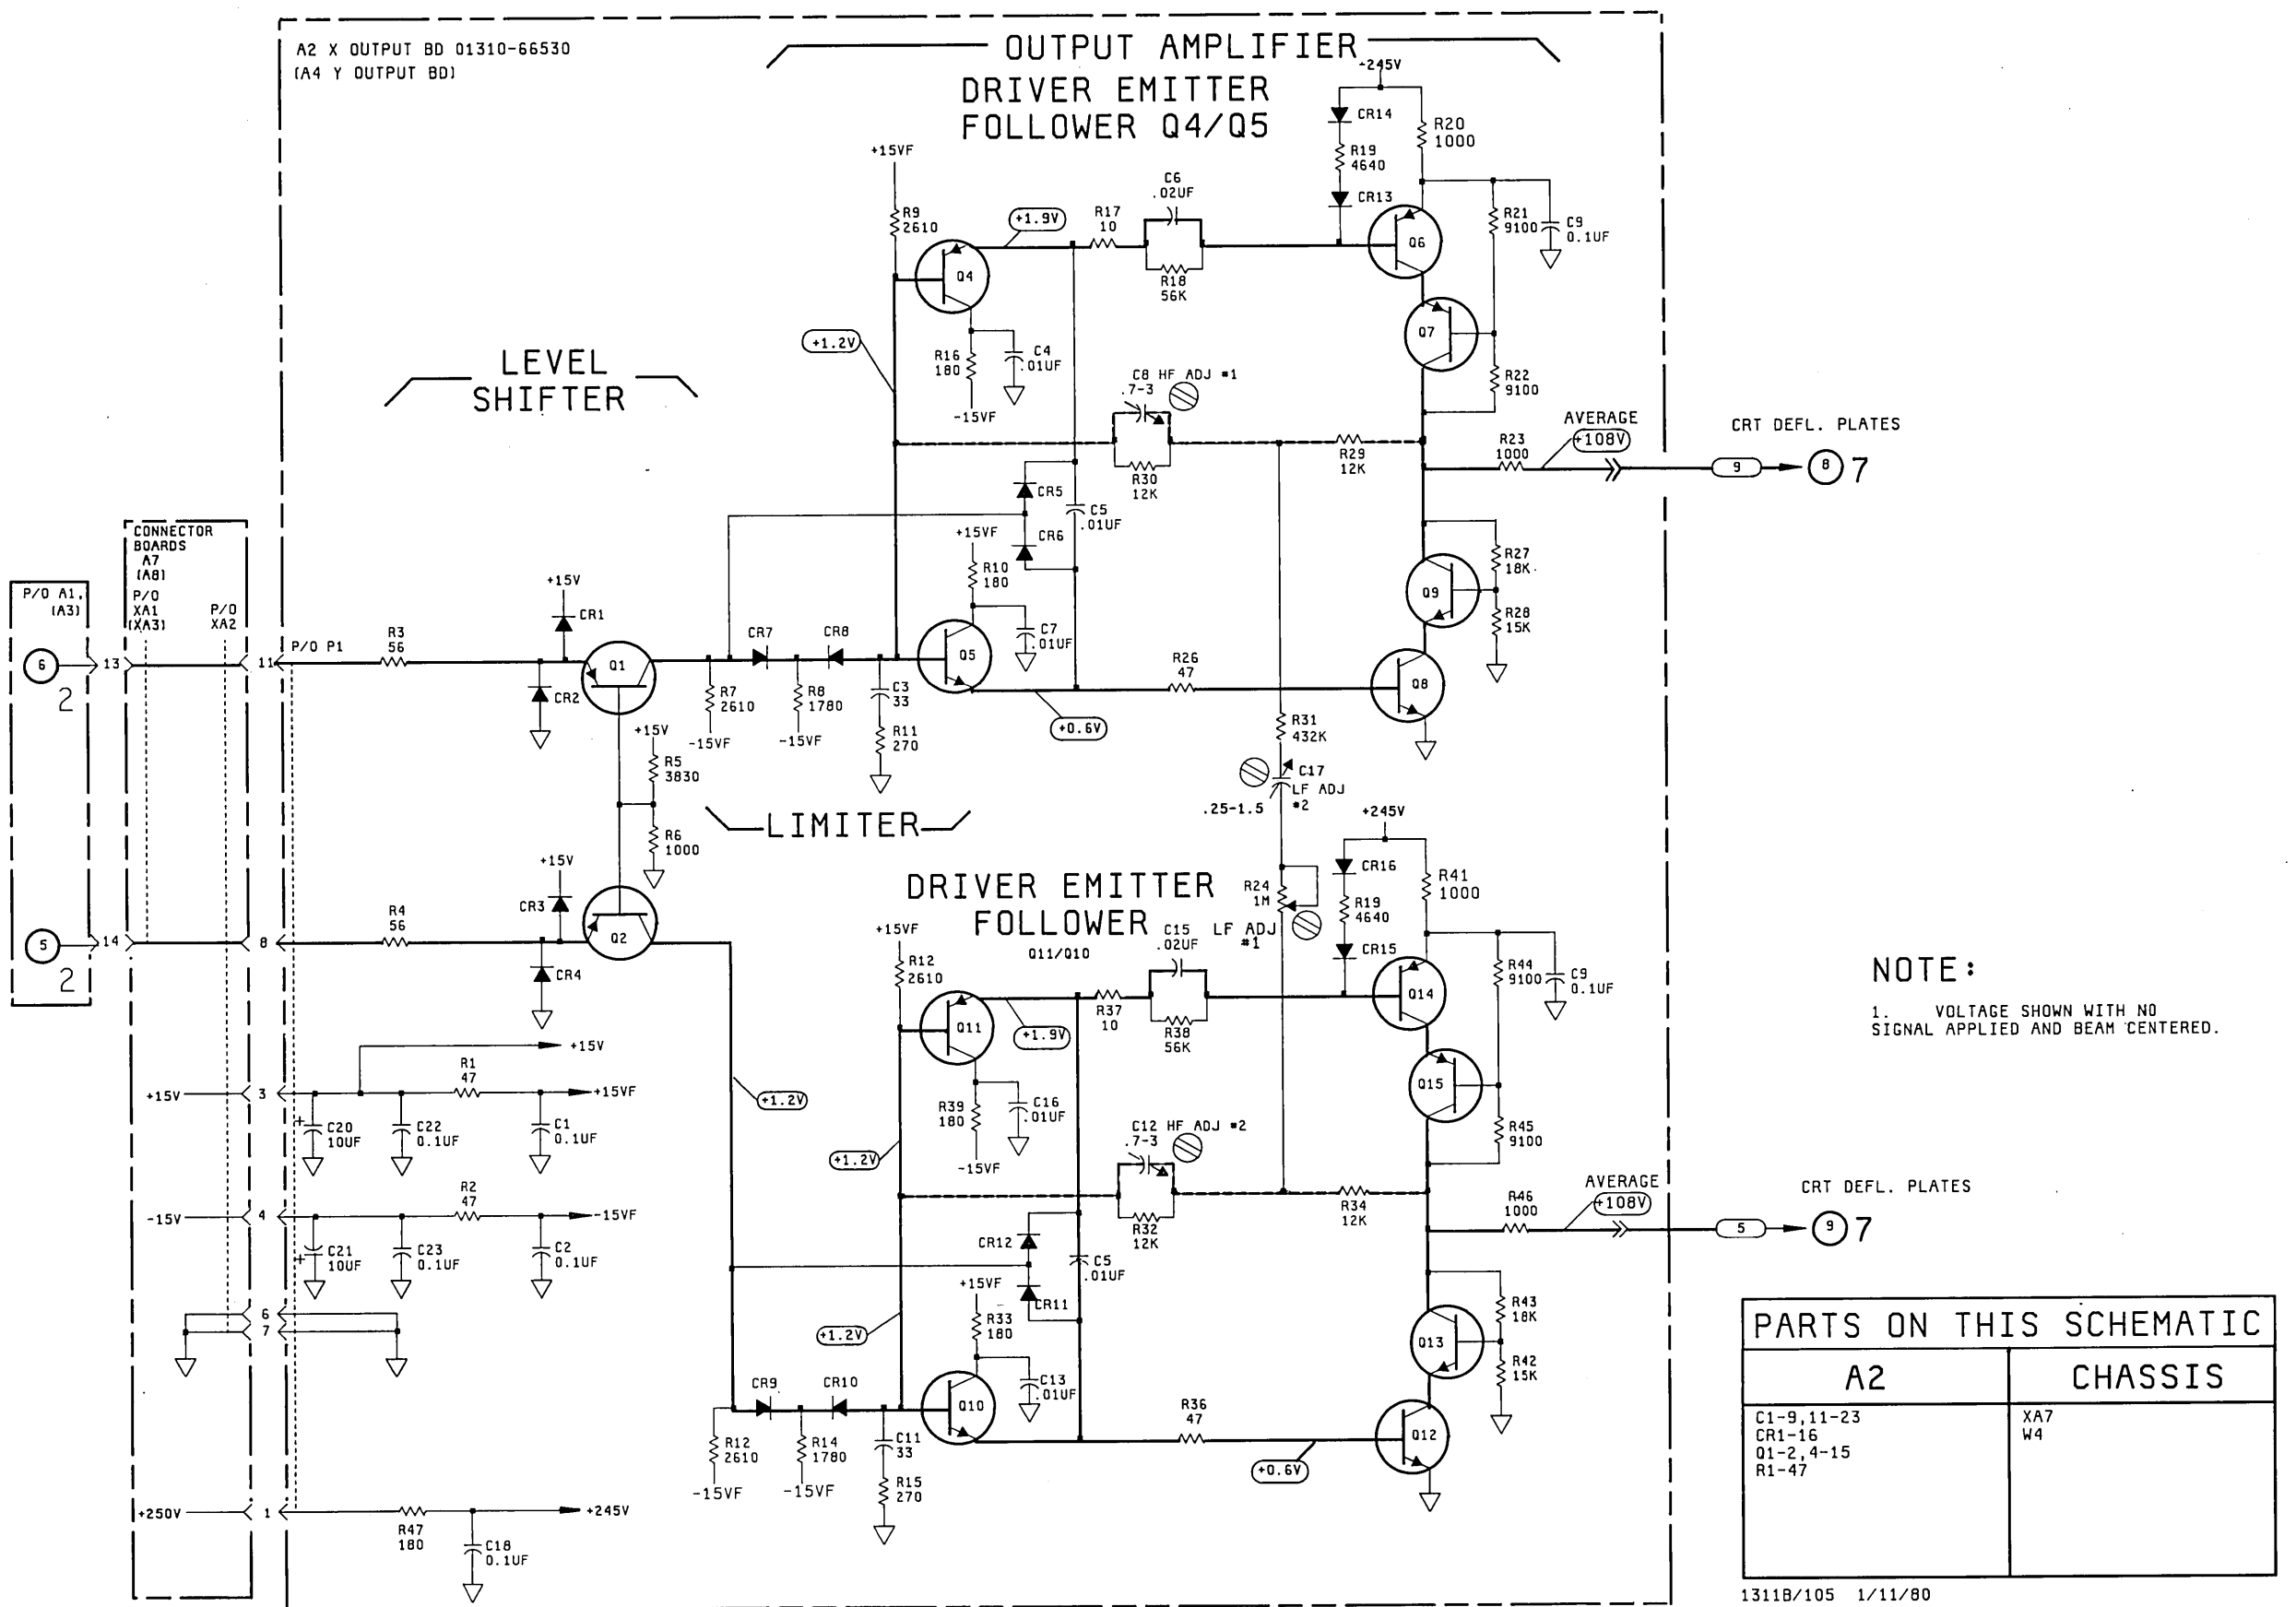 A2 X OUTPUT BD 01310-66530
(A4 Y OUTPUT BD)
OUTPUT AMPLIFIER
DRIVER EMITTER
FOLLOWER Q4/Q5
-245V
CR14
R19
4640
CR13
R20
1000
+15VF
R9
2610
+1.9V
R17
10
C6
.02UF
R18
56K
Q4
Q6
R21
9100
C9
0.1UF
Q7
R22
9100
+1.2V
R16
180
C4
.01UF
-15VF
LEVEL
SHIFTER
C8 HF ADJ #1
.7-3
R30
12K
R29
12K
R23
1000
AVERAGE
+108V
CRT DEFL. PLATES
9
8
7
CR5
C5
.01UF
CR6
+15VF
R10
180
C7
.01UF
Q9
R27
18K
R28
15K
CONNECTOR
BOARDS
A7
(A8)
P/O
XA1
(XA3)
P/O
XA2
P/O A1,
(A3)
6
2
13
11
P/O P1
R3
56
+15V
CR1
CR2
Q1
CR7
CR8
R7
2610
-15VF
R8
1780
-15VF
C3
33
R11
270
Q5
+0.6V
R26
47
Q8
+15V
R5
3830
R6
1000
LIMITER
R31
432K
C17
LF ADJ
#2
.25-1.5
R24
1M
LF ADJ
#1
+245V
CR16
R19
4640
CR15
R41
1000
DRIVER EMITTER
FOLLOWER
Q11/Q10
5
2
14
8
R4
56
+15V
CR3
CR4
Q2
+15VF
R12
2610
Q11
+1.9V
R37
10
C15
.02UF
R38
56K
Q14
R44
9100
C9
0.1UF
Q15
R45
9100
NOTE:
1. VOLTAGE SHOWN WITH NO
SIGNAL APPLIED AND BEAM CENTERED.
+15V
+15V
3
R1
47
+15VF
C20
10UF
C22
0.1UF
C1
0.1UF
+
+1.2V
R39
180
C16
.01UF
-15VF
+1.2V
C12 HF ADJ #2
.7-3
R32
12K
R34
12K
R46
1000
AVERAGE
+108V
CRT DEFL. PLATES
5
9
7
-15V
4
R2
47
-15VF
C21
10UF
C23
0.1UF
C2
0.1UF
+
CR12
C5
.01UF
CR11
+15VF
R33
180
C13
.01UF
+1.2V
6
7
Q13
R43
18K
R42
15K
CR9
CR10
R12
2610
-15VF
R14
1780
-15VF
C11
33
R15
270
Q10
R36
47
+0.6V
Q12
+250V
1
R47
180
C18
0.1UF
+245V
PARTS ON THIS SCHEMATIC
A2
CHASSIS
C1-9,11-23
CR1-16
Q1-2,4-15
R1-47
XA7
W4
1311B/105 1/11/80